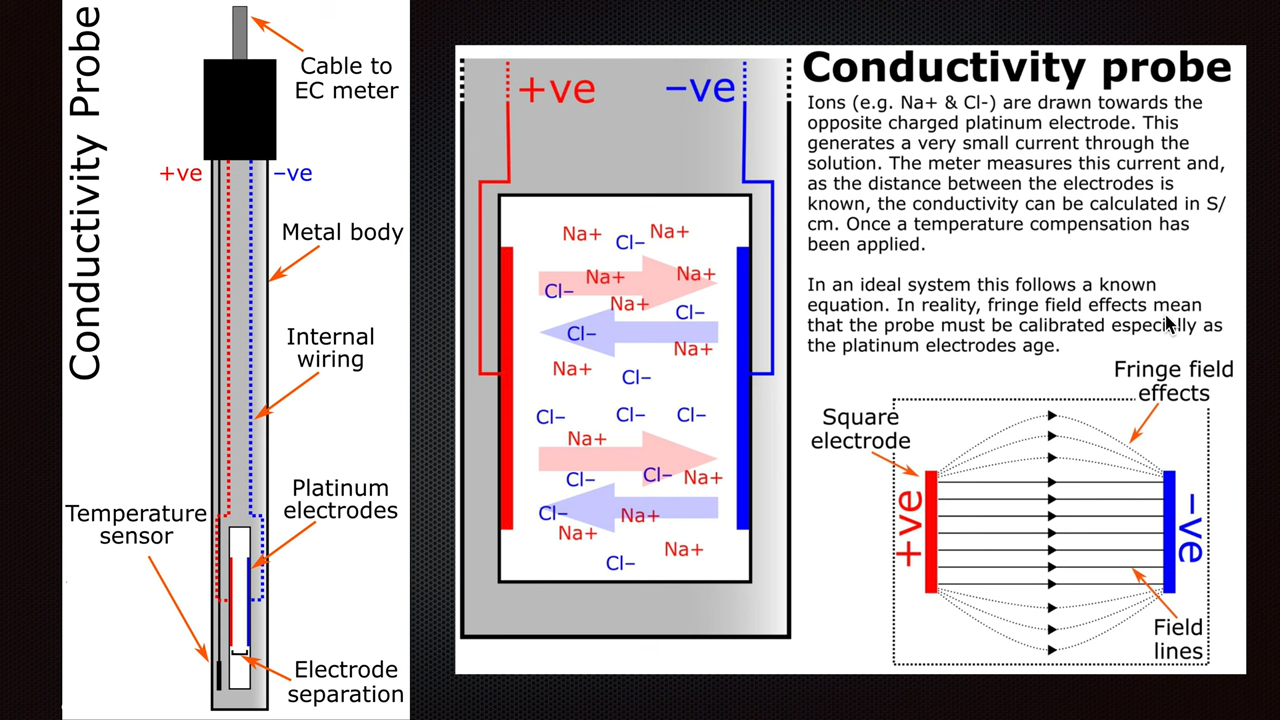 Conductivity Probe
Cable to
EC meter
+ve
–ve
Metal body
Internal
wiring
Platinum
electrodes
Temperature
sensor
Electrode
separation
+ve
–ve
Na+
Na+
Cl–
Na+
Na+
Cl–
Na+
Cl–
Cl–
Na+
Na+
Cl–
Cl–
Cl–
Cl–
Na+
Cl–
Cl–
Na+
Cl–
Na+
Na+
Na+
Cl–
Conductivity probe
Ions (e.g. Na+ & Cl-) are drawn towards the
opposite charged platinum electrode. This
generates a very small current through the
solution. The meter measures this current and,
as the distance between the electrodes is
known, the conductivity can be calculated in S/
cm. Once a temperature compensation has
been applied.
In an ideal system this follows a known
equation. In reality, fringe field effects mean
that the probe must be calibrated especially as
the platinum electrodes age.
Fringe field
effects
Square
electrode
+ve
–ve
Field
lines